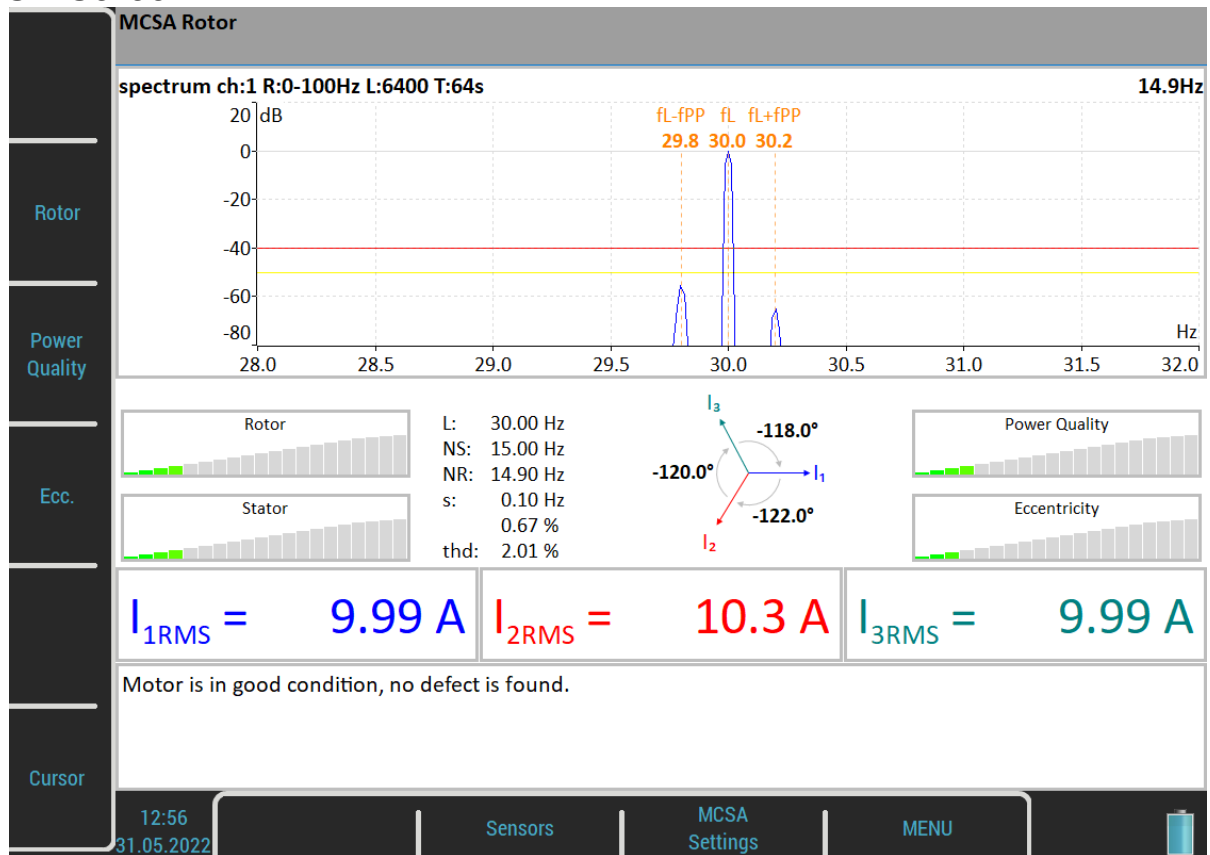 MCSA Rotor
spectrum ch:1 R:0-100Hz L:6400 T:64s 14.9Hz
20 dB
fL-fPP fL fL+fPP
29.8 30.0 30.2
0
-20
-40
-60
-80
Hz
28.0 28.5 29.0 29.5 30.0 30.5 31.0 31.5 32.0
Rotor
Power
Quality
Ecc.
Cursor
Rotor
Stator
L: 30.00 Hz
NS: 15.00 Hz
NR: 14.90 Hz
s: 0.10 Hz
0.67 %
thd: 2.01 %
I3
-118.0°
-120.0°
I1
-122.0°
I2
Power Quality
Eccentricity
I1RMS = 9.99 A
I2RMS = 10.3 A
I3RMS = 9.99 A
Motor is in good condition, no defect is found.
12:56
31.05.2022
Sensors
MCSA
Settings
MENU